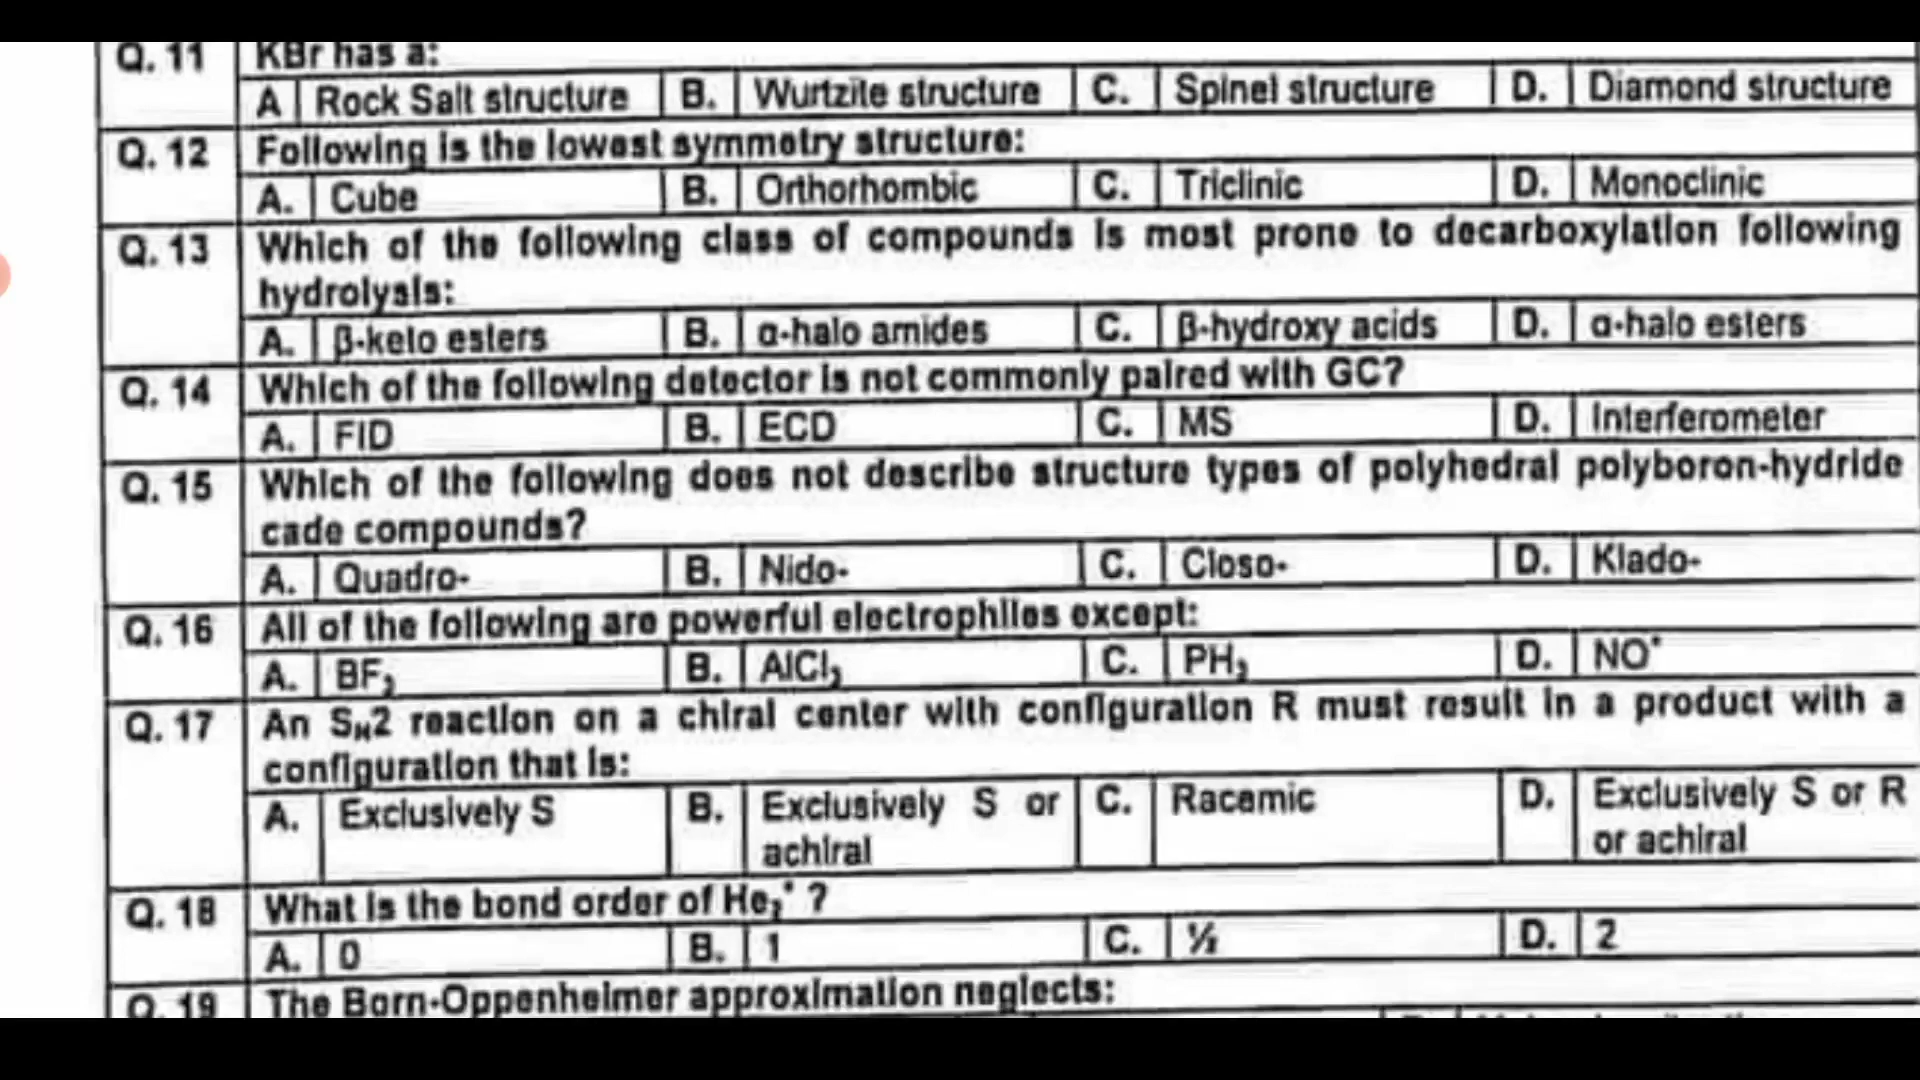 Q. 11 KBr has a:
A Rock Salt structure B. Wurtzite structure C. Spinel structure D. Diamond structure
Q. 12 Following is the lowest symmetry structure:
A. Cube B. Orthorhombic C. Triclinic D. Monoclinic
Q. 13 Which of the following class of compounds is most prone to decarboxylation following
hydrolysis:
A. β-keto esters B. α-halo amides C. β-hydroxy acids D. α-halo esters
Q. 14 Which of the following detector is not commonly paired with GC?
A. FID B. ECD C. MS D. Interferometer
Q. 15 Which of the following does not describe structure types of polyhedral polyboron-hydride
cade compounds?
A. Quadro- B. Nido- C. Closo- D. Klado-
Q. 16 All of the following are powerful electrophiles except:
A. BF₃ B. AlCl₃ C. PH₃ D. NO⁺
Q. 17 An SN2 reaction on a chiral center with configuration R must result in a product with a
configuration that is:
A. Exclusively S B. Exclusively S or C. Racemic D. Exclusively S or R
achiral or achiral
Q. 18 What is the bond order of He₂⁺ ?
A. 0 B. 1 C. ½ D. 2
Q. 19 The Born-Oppenheimer approximation neglects: